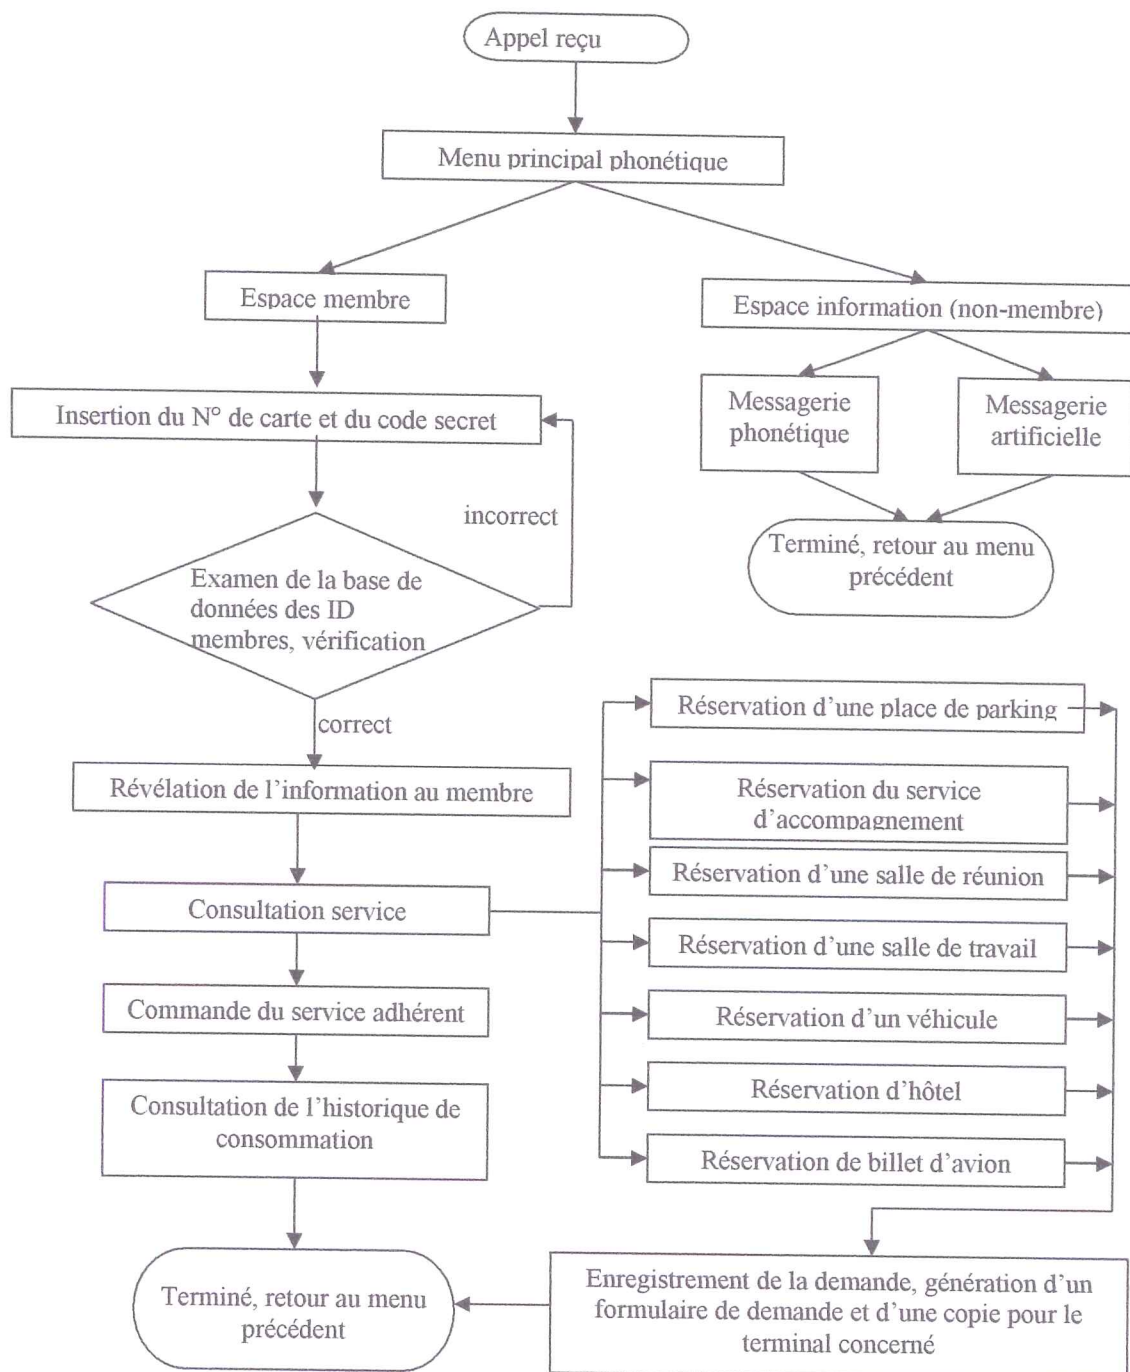 Appel reçu
Menu principal phonétique
Espace membre
Espace information (non-membre)
Insertion du N° de carte et du code secret
Messagerie
phonétique
Messagerie
artificielle
incorrect
Terminé, retour au menu
précédent
Examen de la base de
données des ID
membres, vérification
correct
Révélation de l'information au membre
Consultation service
Commande du service adhérent
Consultation de l'historique de
consommation
Réservation d'une place de parking
Réservation du service
d'accompagnement
Réservation d'une salle de réunion
Réservation d'une salle de travail
Réservation d'un véhicule
Réservation d'hôtel
Réservation de billet d'avion
Terminé, retour au menu
précédent
Enregistrement de la demande, génération d'un
formulaire de demande et d'une copie pour le
terminal concerné